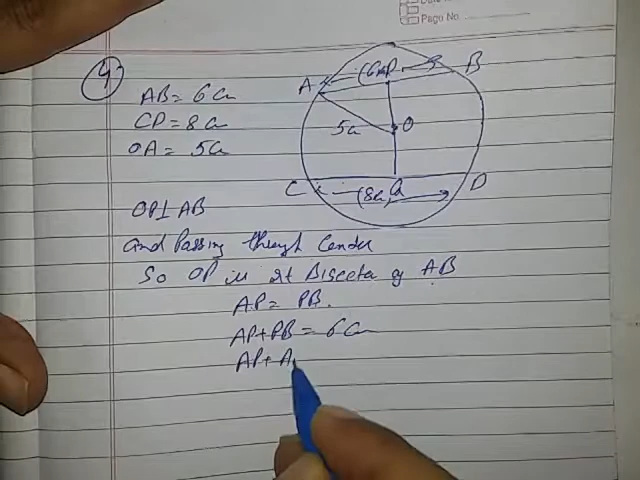 Page No.
4)
AB = 6cm
CD = 8cm
OA = 5cm
A
6cm
P
B
5cm
O
C
8cm
Q
D
OP⊥AB
and Passing through Center
So OP is it Bisector of AB
AP = PB.
AP+PB = 6cm
AP+A